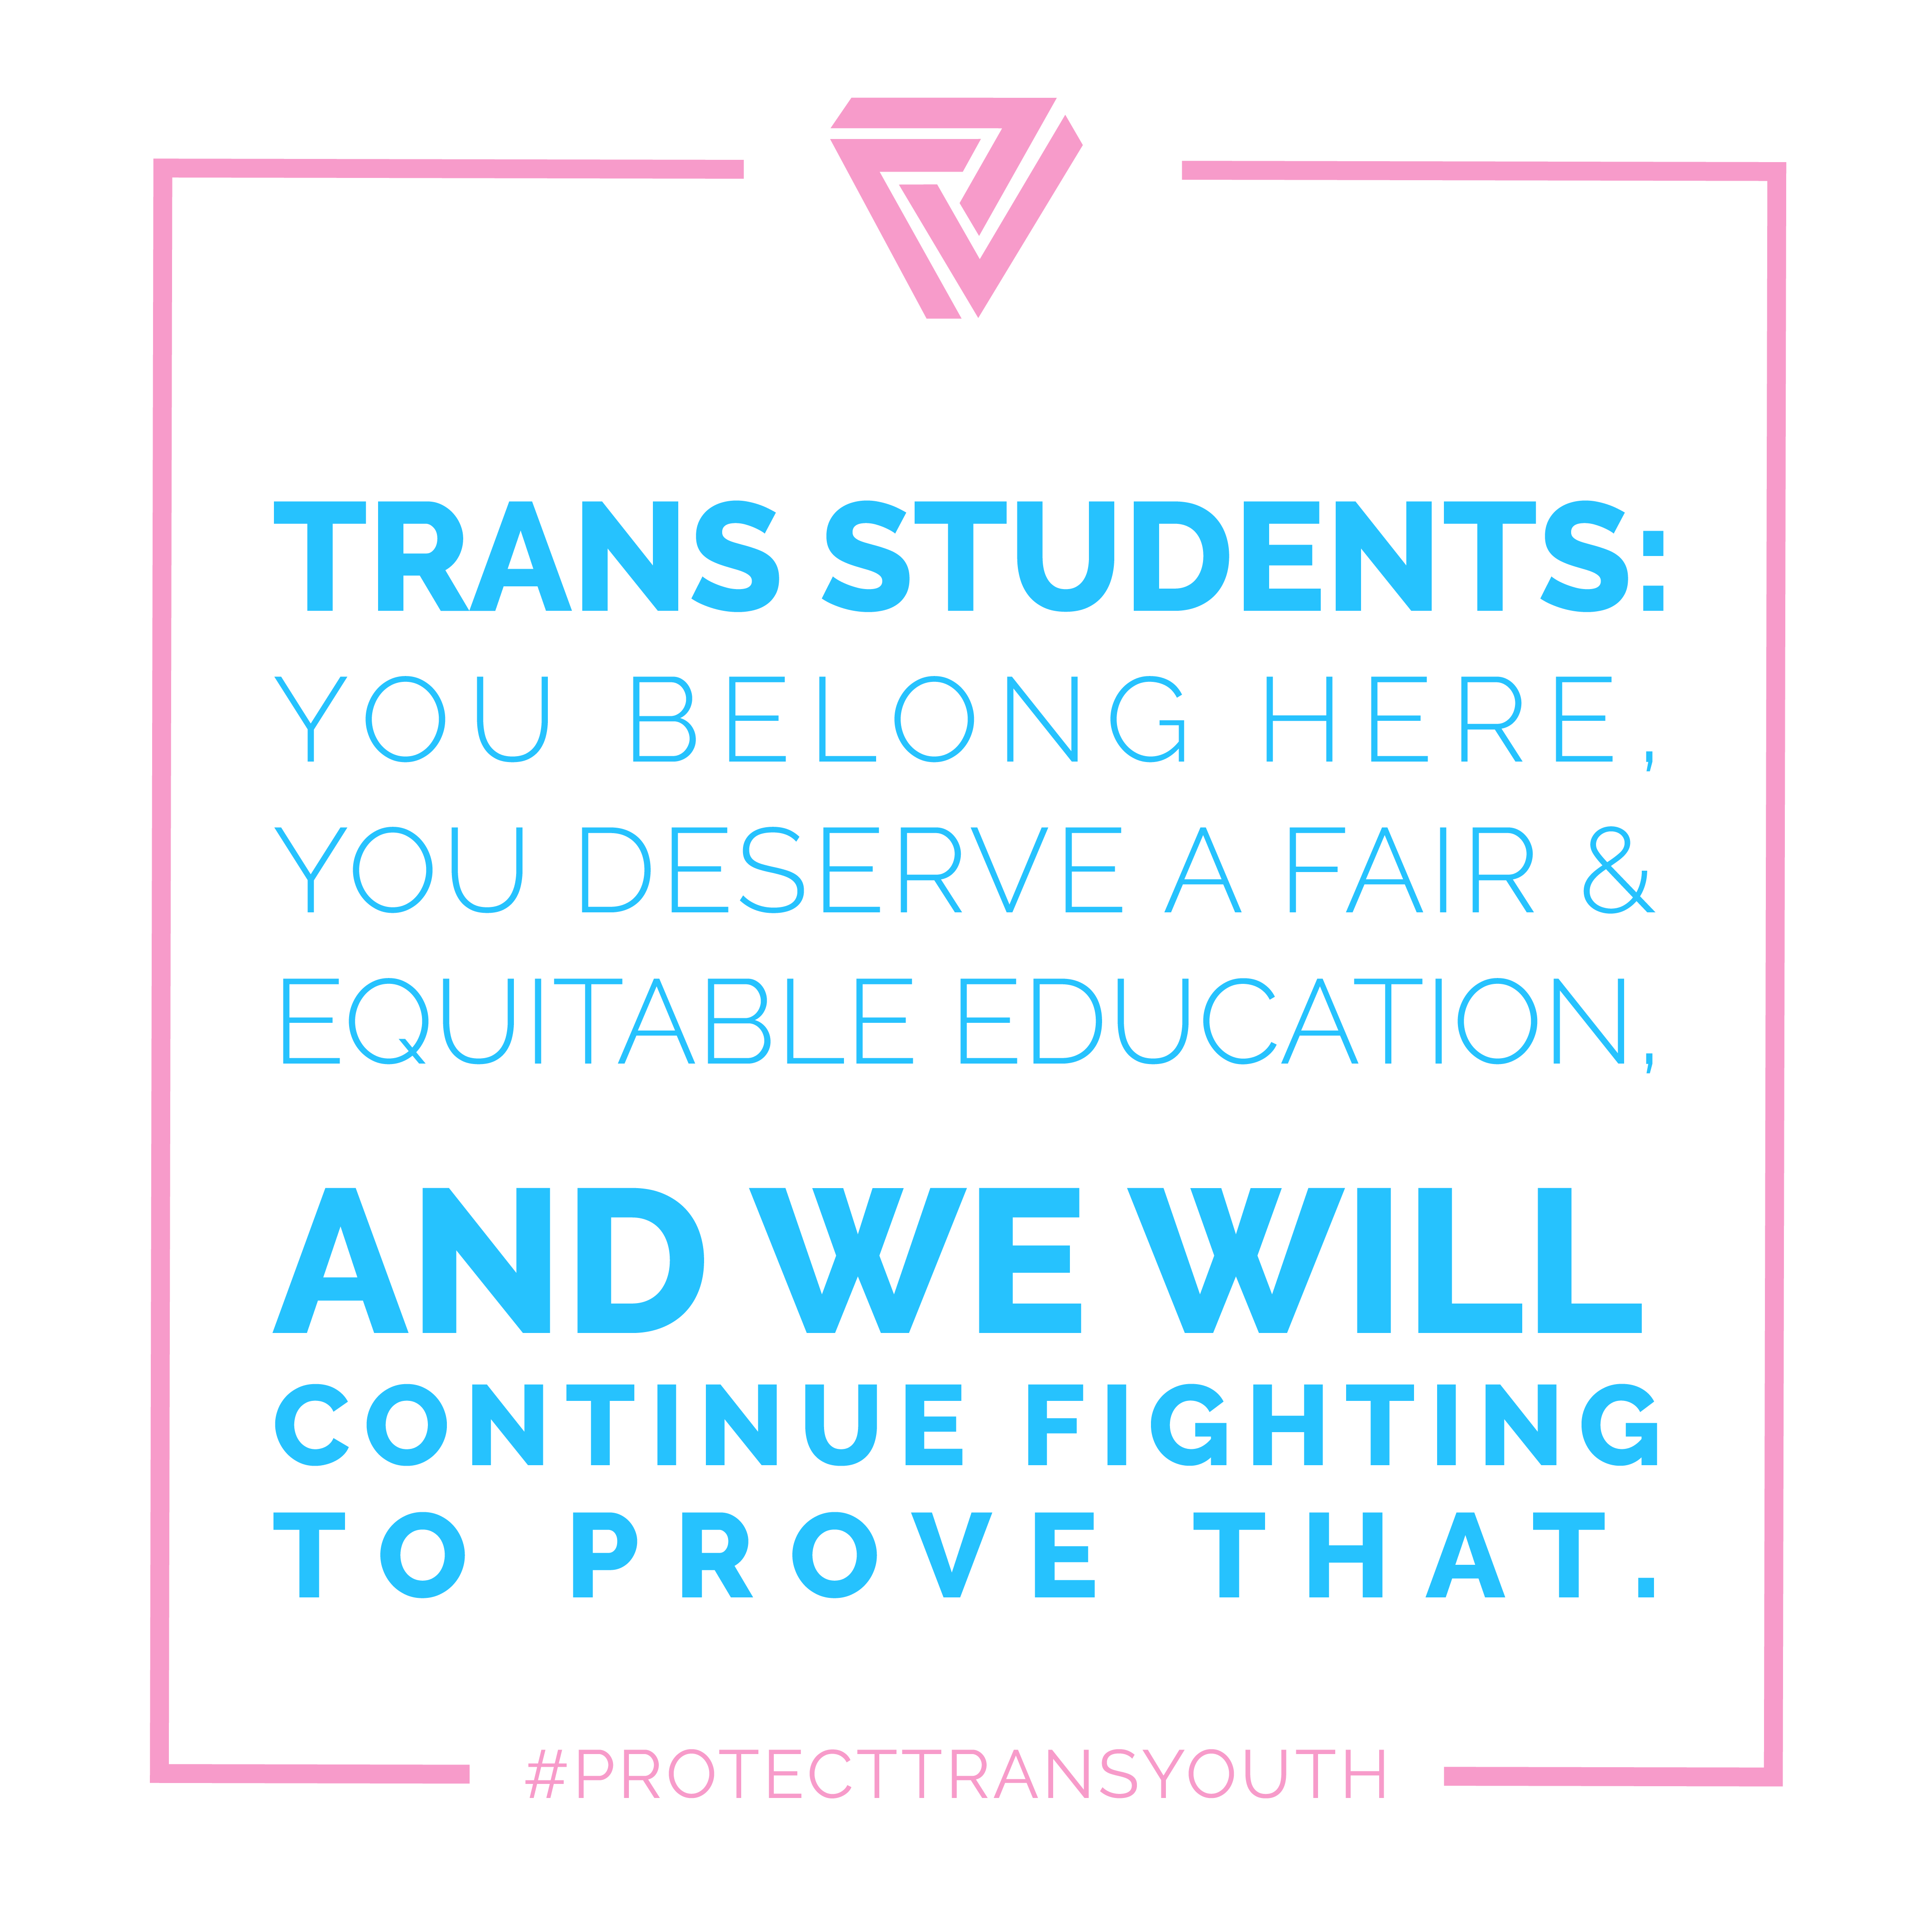 TRANS STUDENTS:
YOU BELONG HERE,
YOU DESERVE A FAIR &
EQUITABLE EDUCATION,
AND WE WILL
CONTINUE FIGHTING
TO PROVE THAT.
#PROTECTTRANSYOUTH